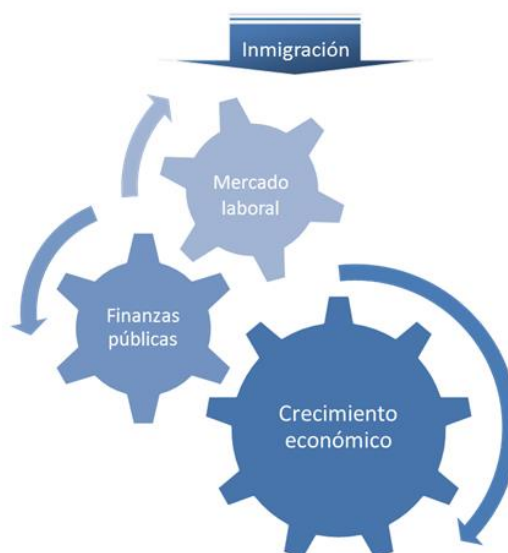 Inmigración
Mercado
laboral
Finanzas
públicas
Crecimiento
económico